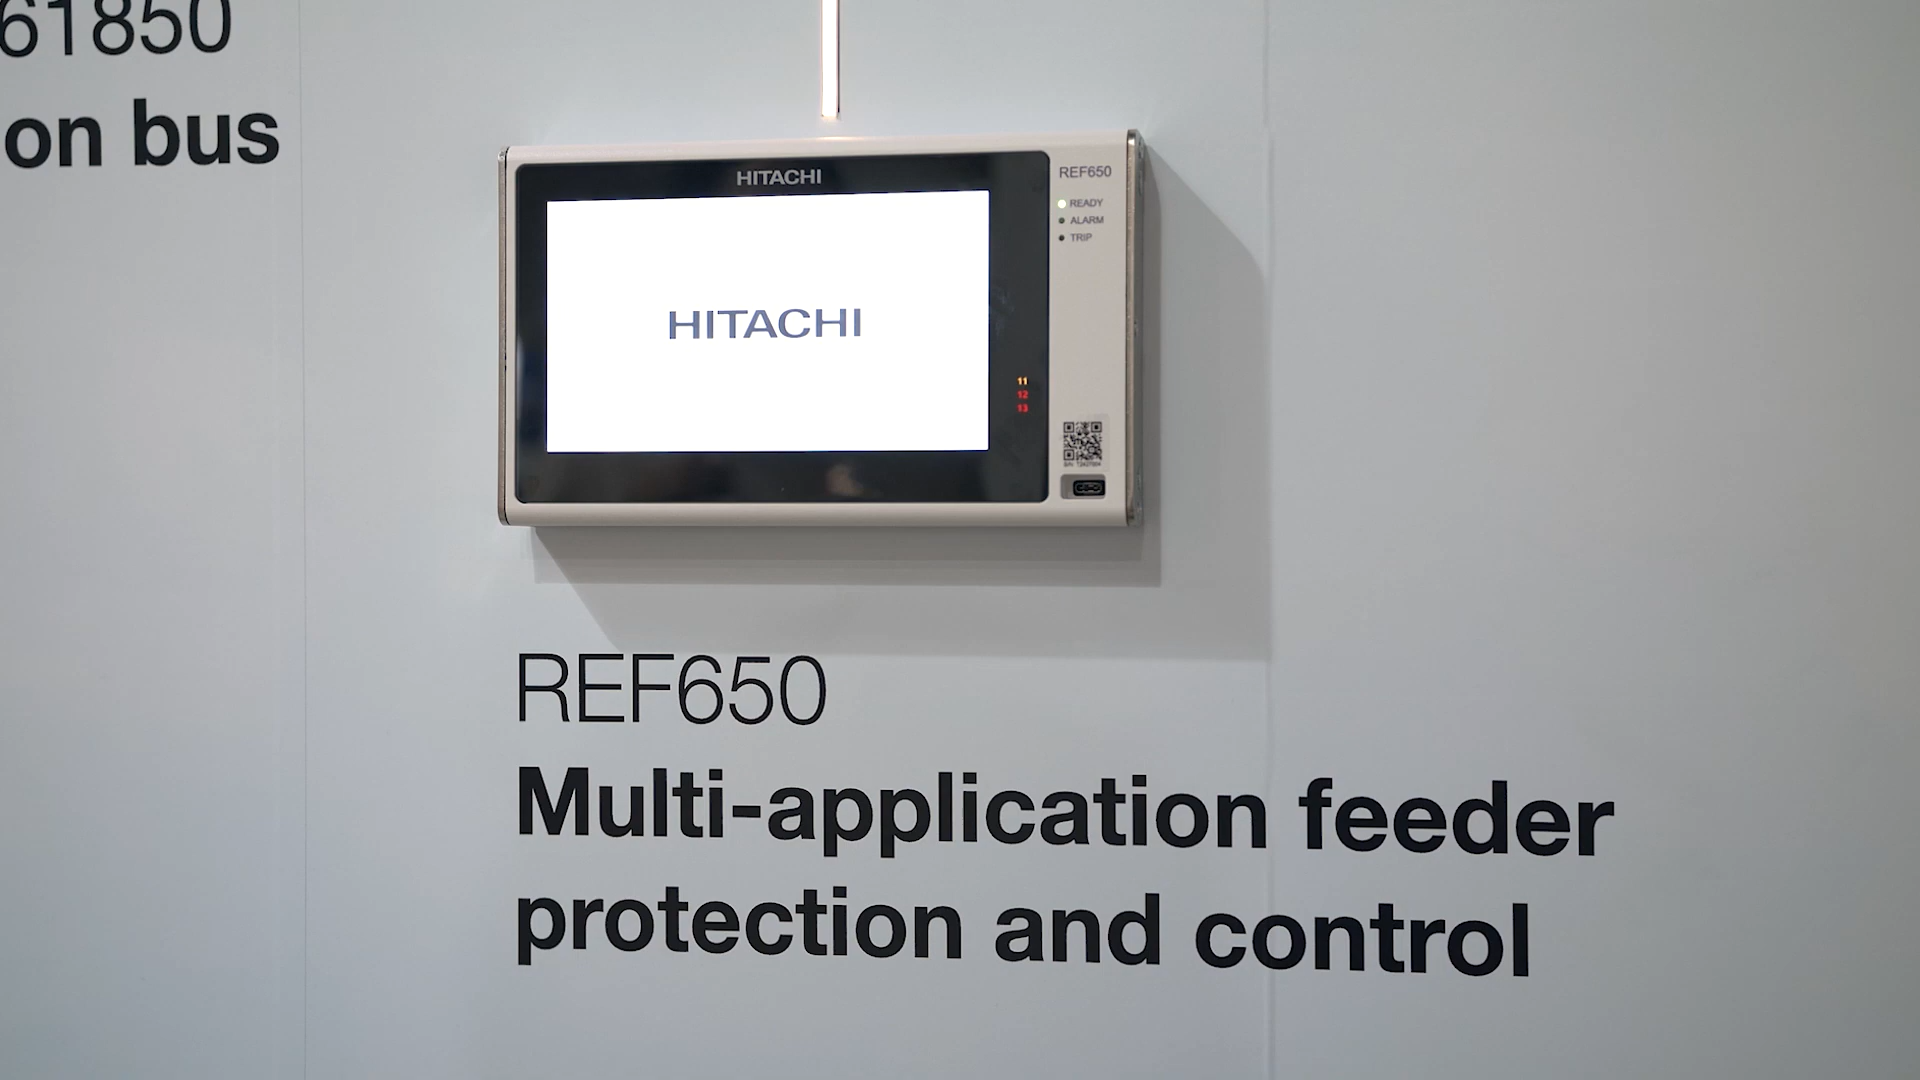 61850
on bus
HITACHI
REF650
READY
ALARM
TRIP
HITACHI
11
12
13
REF650
Multi-application feeder
protection and control